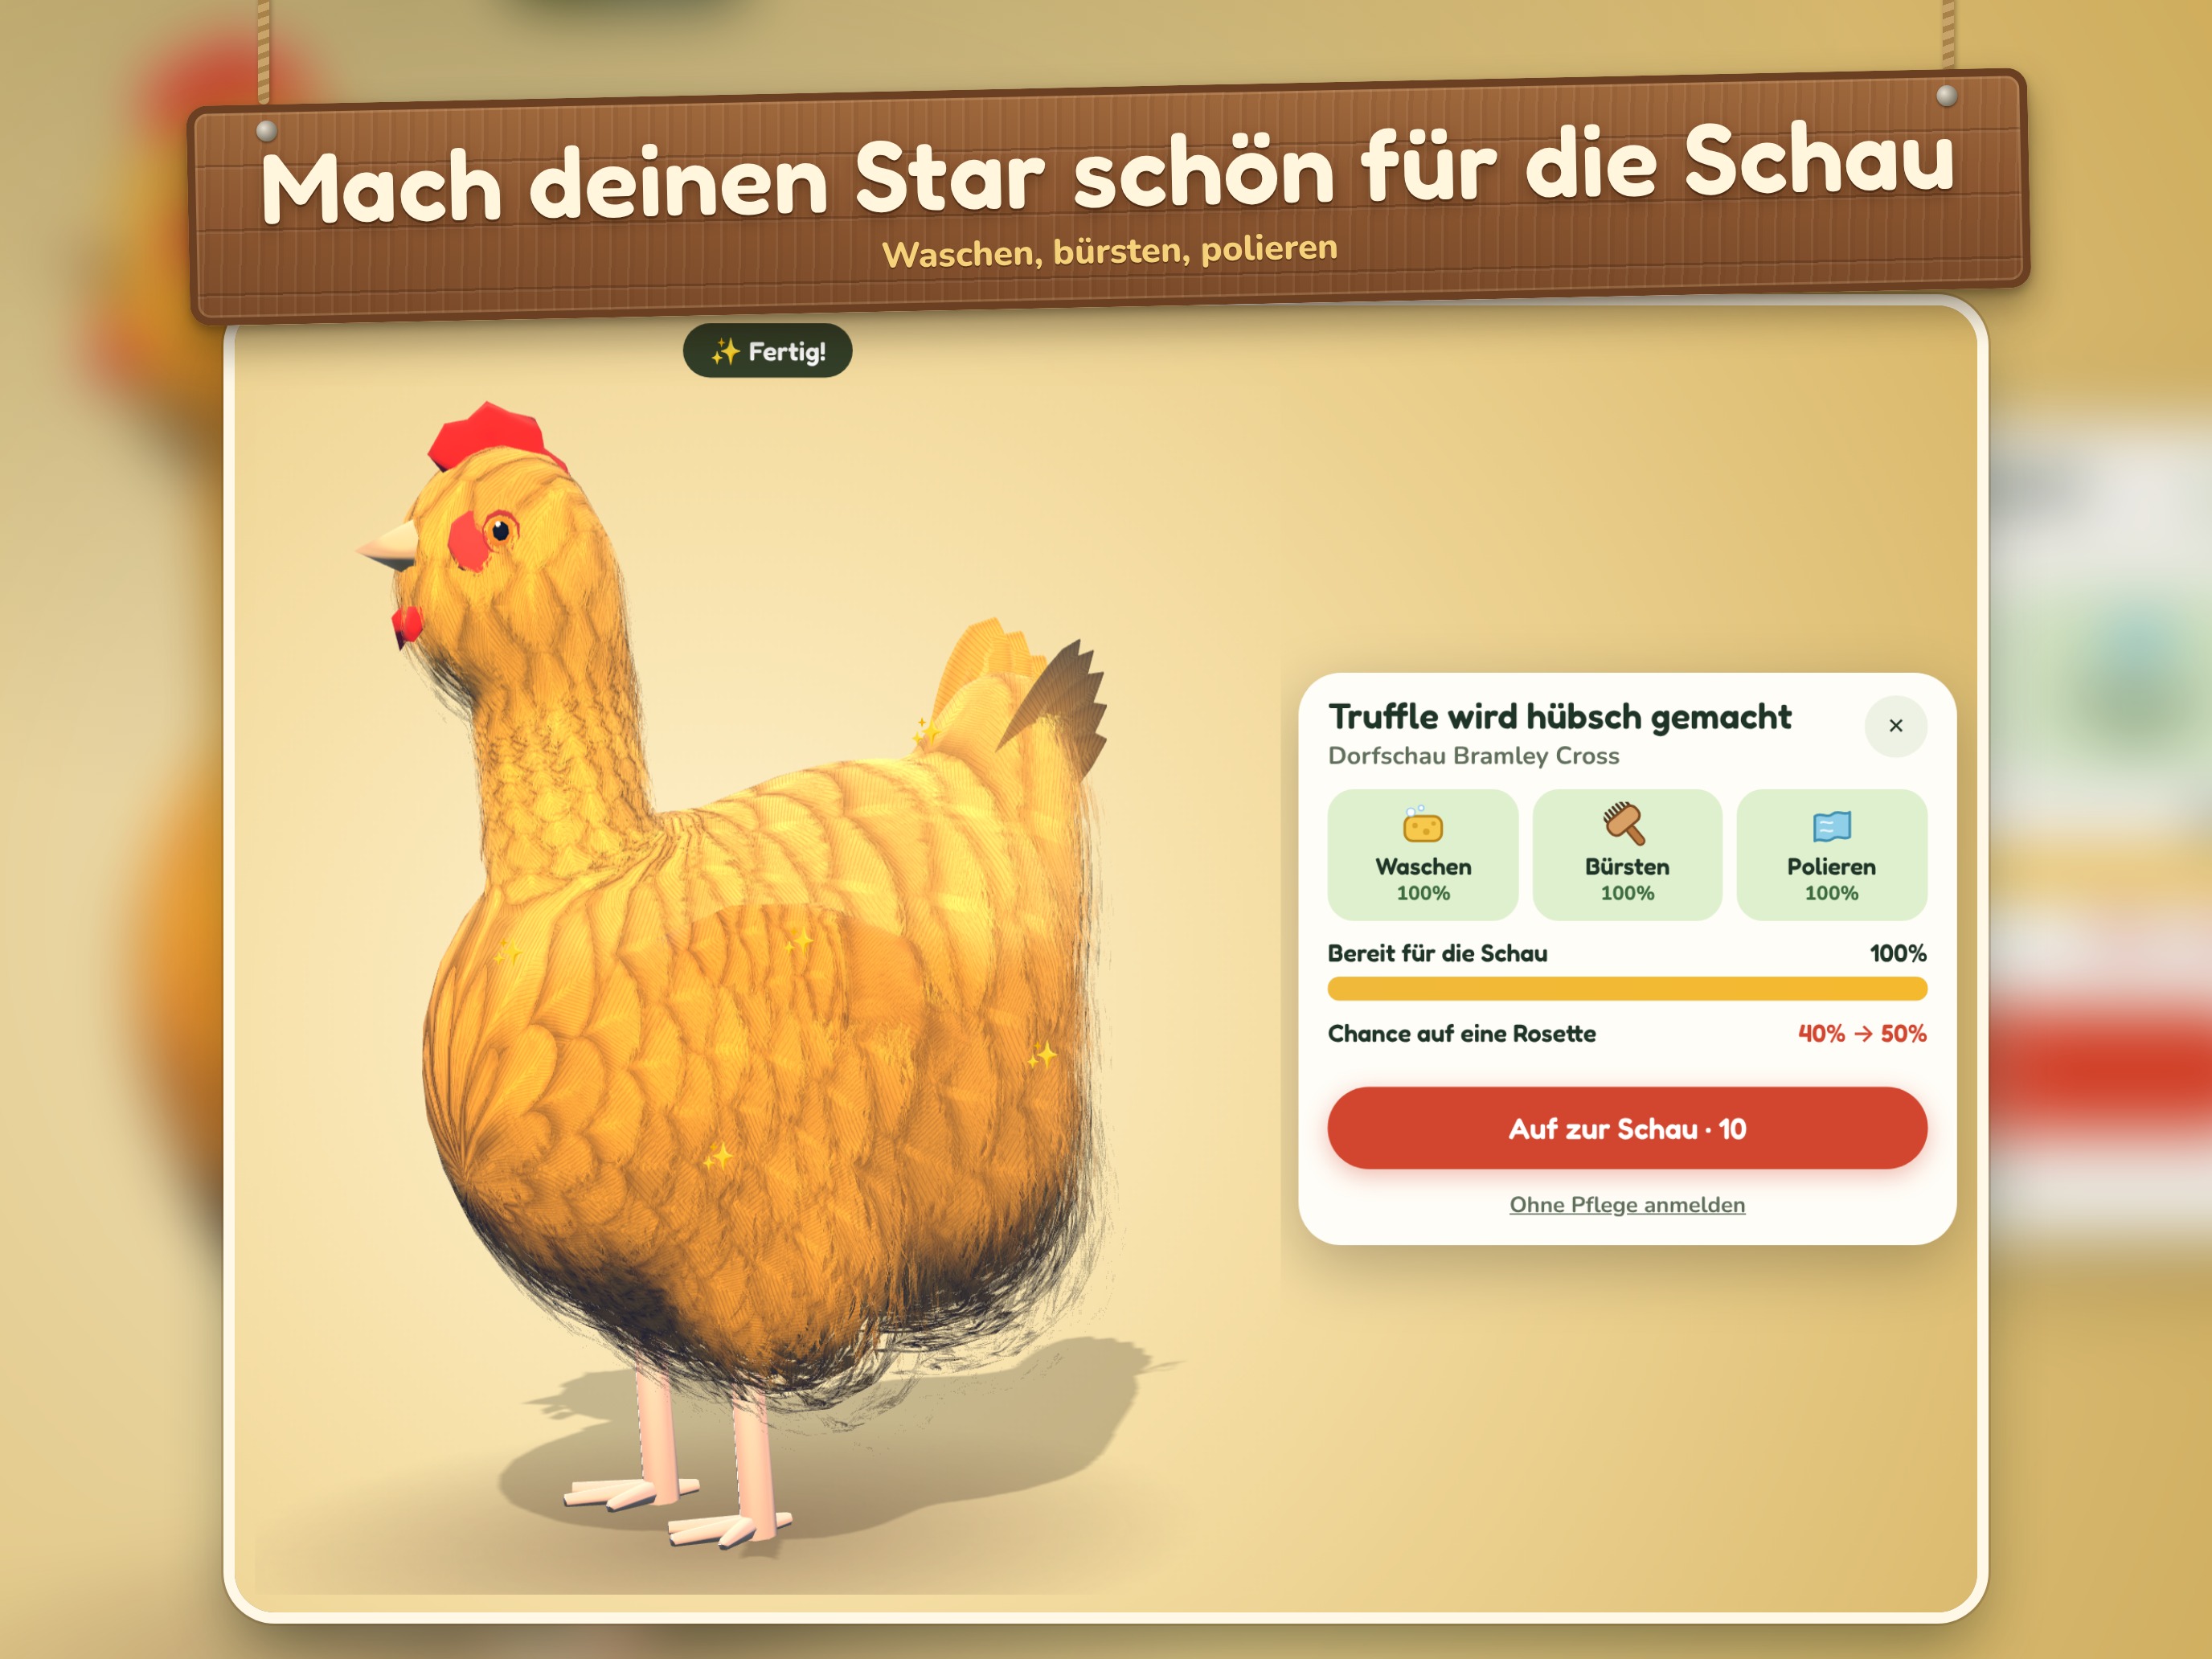 Mach deinen Star schön für die Schau
Waschen, bürsten, polieren
Fertig!
Truffle wird hübsch gemacht
Dorfschau Bramley Cross
Waschen
100%
Bürsten
100%
Polieren
100%
Bereit für die Schau 100%
Chance auf eine Rosette 40% → 50%
Auf zur Schau · 10
Ohne Pflege anmelden